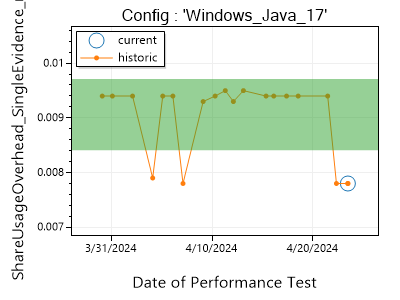 Config : 'Windows_Java_17'
current
historic
0.01
0.009
0.008
0.007
ShareUsageOverhead_SingleEvidence_
3/31/2024
4/10/2024
4/20/2024
Date of Performance Test